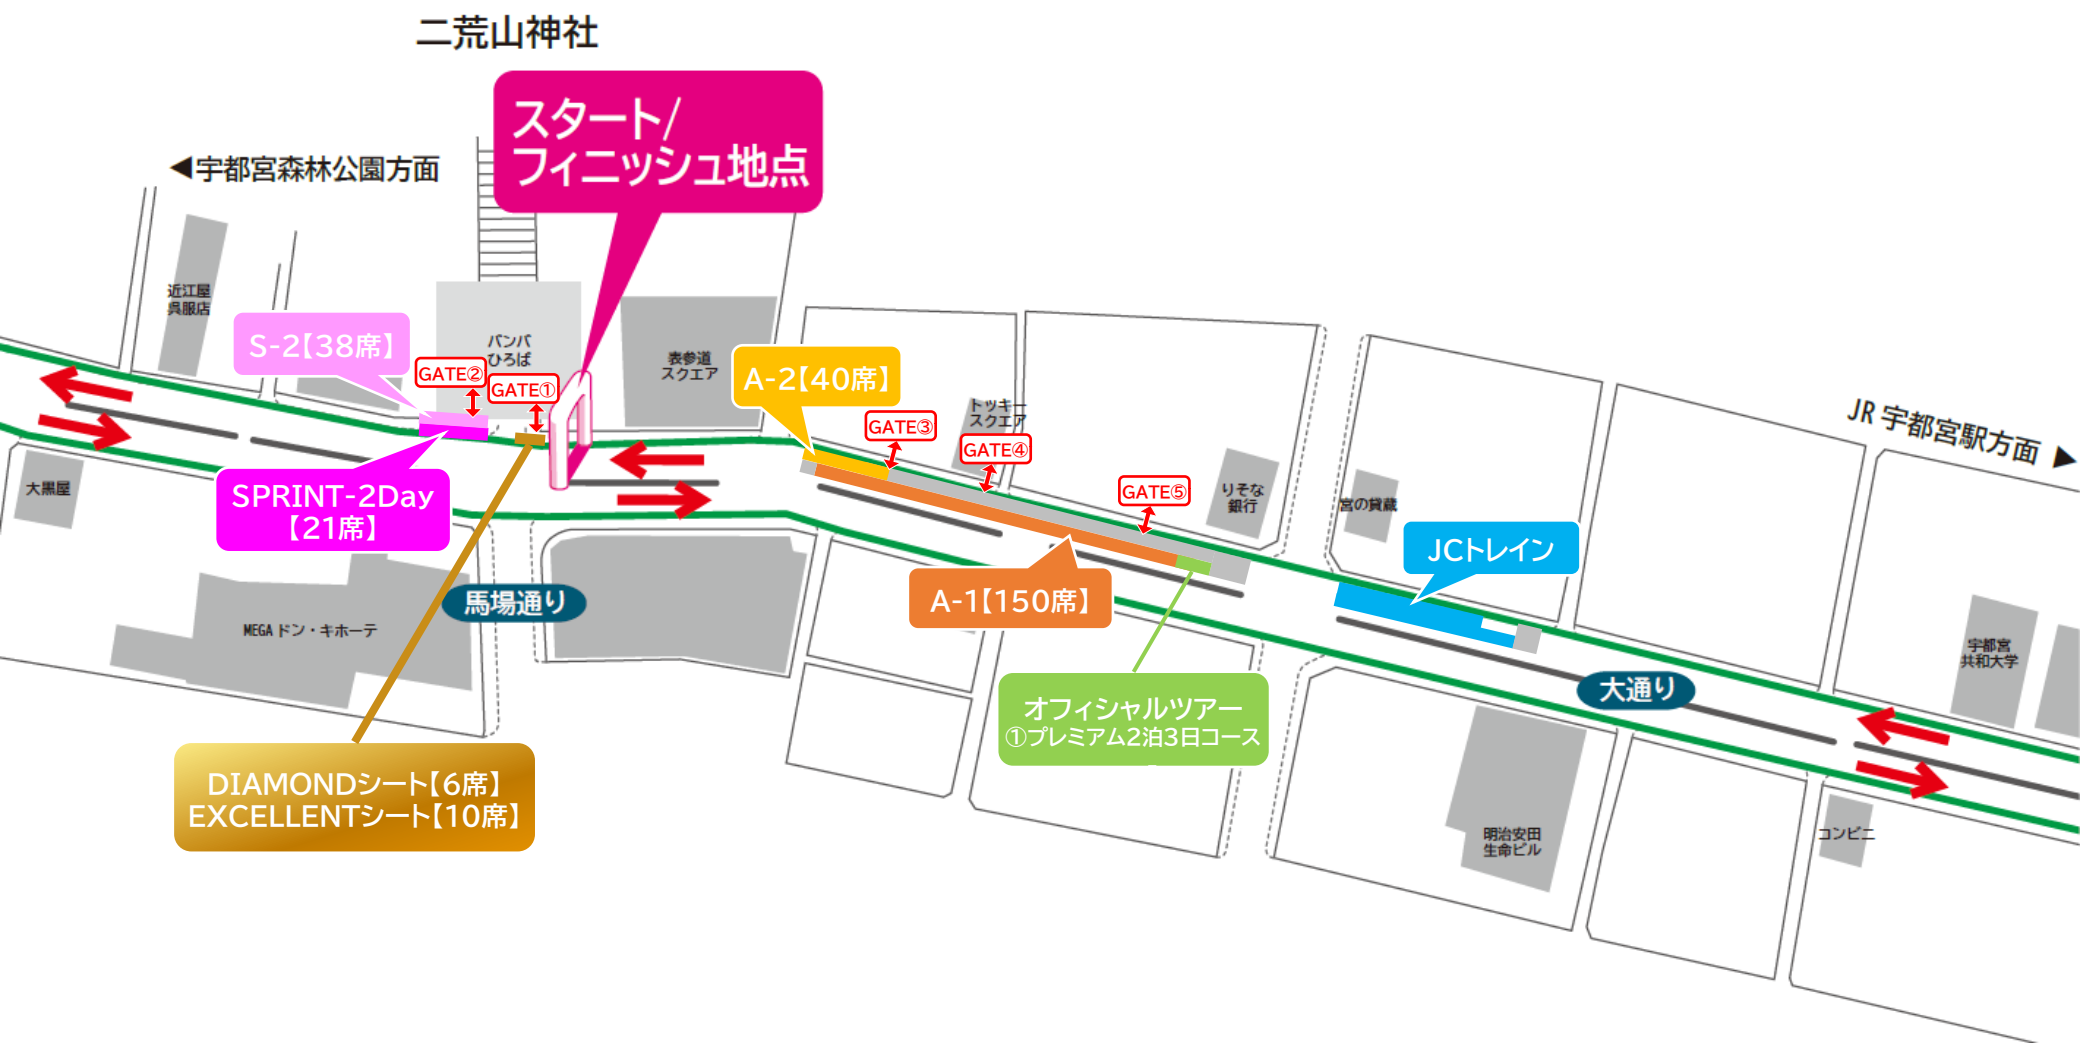 二荒山神社
スタート/
フィニッシュ地点
◀宇都宮森林公園方面
近江屋
呉服店
S-2【38席】
バンバ
ひろば
GATE②
GATE①
表参道
スクエア
A-2【40席】
GATE③
トッキー
スクエア
GATE④
GATE⑤
りそな
銀行
宮の貸蔵
JR 宇都宮駅方面 ▶
大黒屋
SPRINT-2Day
【21席】
JCトレイン
馬場通り
A-1【150席】
MEGA ドン・キホーテ
宇都宮
共和大学
大通り
オフィシャルツアー
①プレミアム2泊3日コース
DIAMONDシート【6席】
EXCELLENTシート【10席】
明治安田
生命ビル
コンビニ